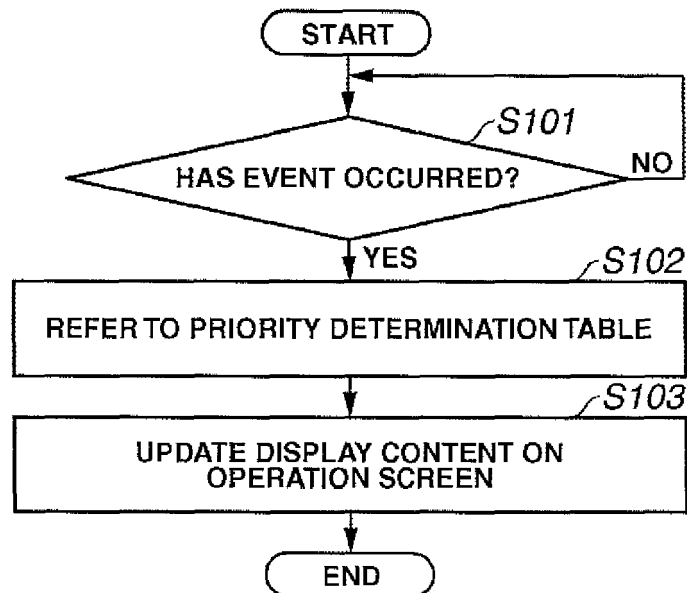 START
S101
HAS EVENT OCCURRED?
NO
YES
S102
REFER TO PRIORITY DETERMINATION TABLE
S103
UPDATE DISPLAY CONTENT ON
OPERATION SCREEN
END